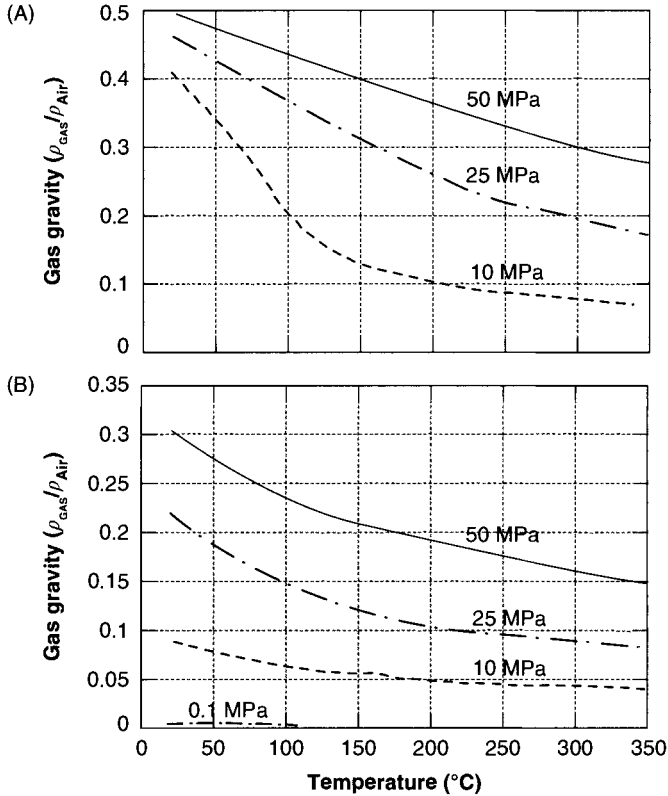 (A)
0.5
0.4
0.3
0.2
0.1
0
Gas gravity (ρGAS/ρAir)
50 MPa
25 MPa
10 MPa
(B)
0.35
0.3
0.25
0.2
0.15
0.1
0.05
0
Gas gravity (ρGAS/ρAir)
50 MPa
25 MPa
10 MPa
0.1 MPa
0 50 100 150 200 250 300 350
Temperature (°C)